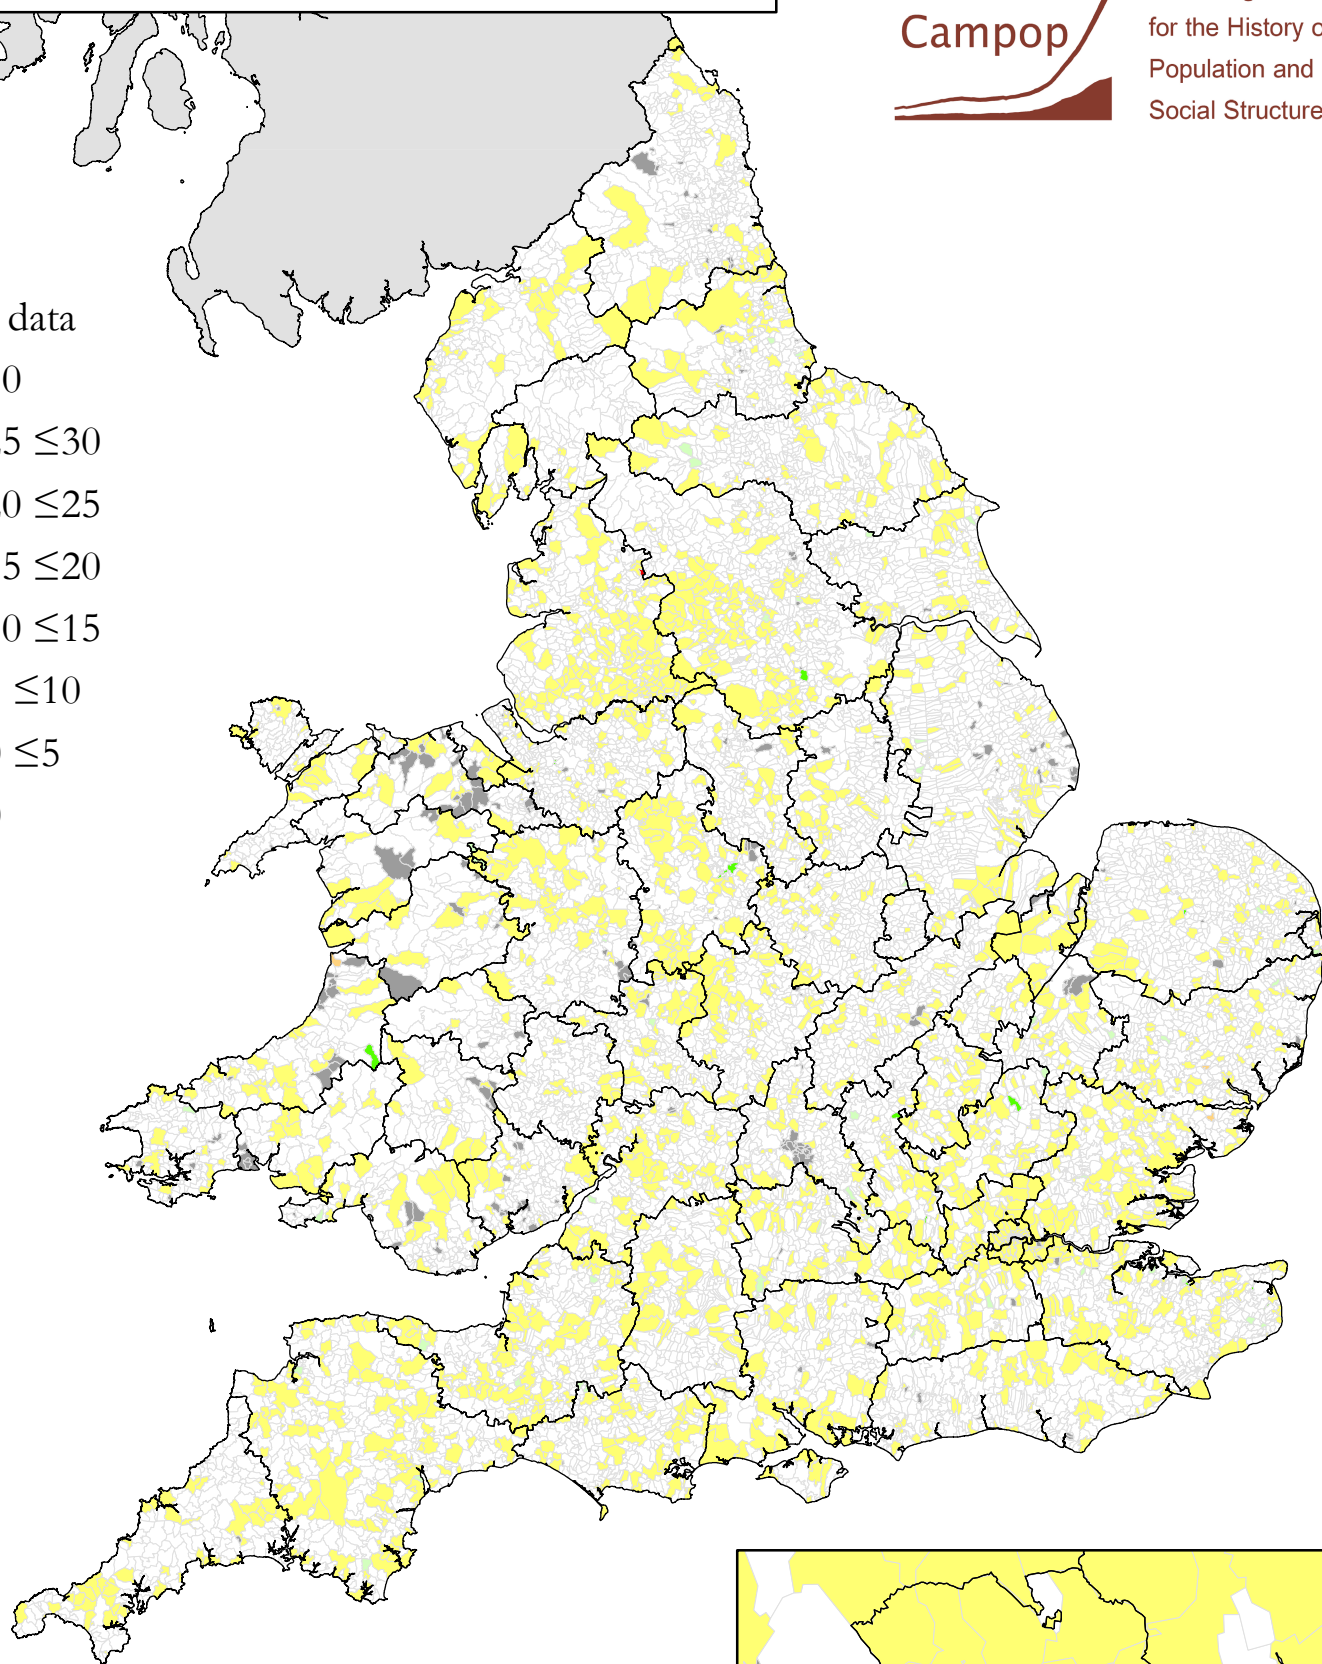 Campop
for the History o
Population and
Social Structure
data
0
5 ≤30
0 ≤25
5 ≤20
0 ≤15
≤10
≤5